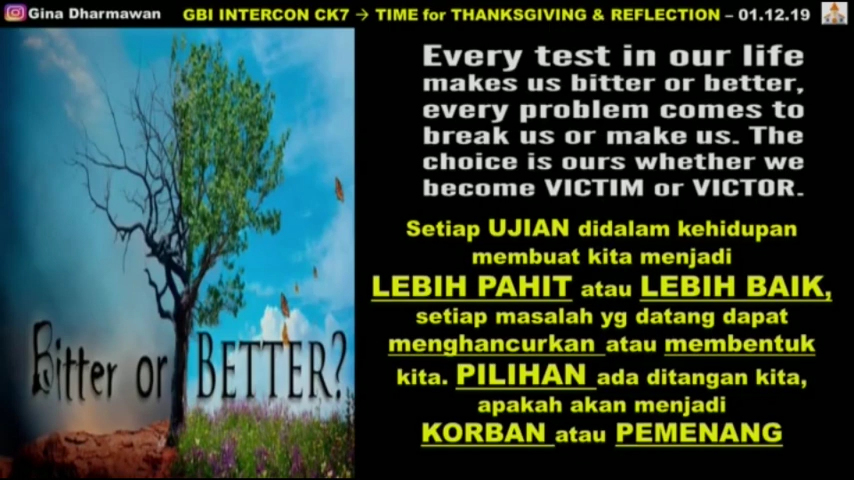 Gina Dharmawan
GBI INTERCON CK7 → TIME for THANKSGIVING & REFLECTION – 01.12.19
Every test in our life
makes us bitter or better,
every problem comes to
break us or make us. The
choice is ours whether we
become VICTIM or VICTOR.
Setiap UJIAN didalam kehidupan
membuat kita menjadi
LEBIH PAHIT atau LEBIH BAIK,
setiap masalah yg datang dapat
menghancurkan atau membentuk
kita. PILIHAN ada ditangan kita,
apakah akan menjadi
KORBAN atau PEMENANG
Bitter or BETTER?